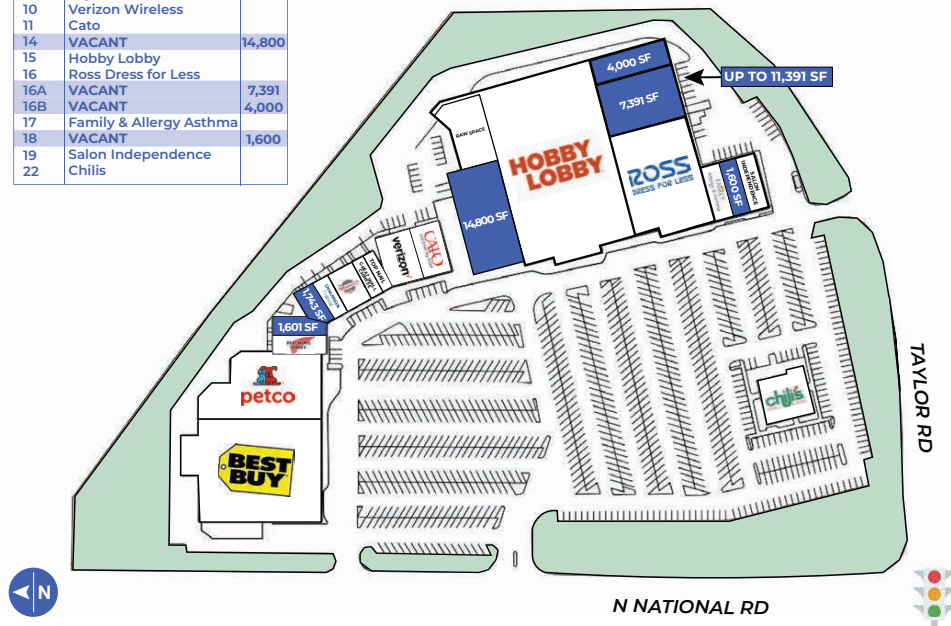 10 Verizon Wireless
11 Cato
14 VACANT 14,800
15 Hobby Lobby
16 Ross Dress for Less
16A VACANT 7,391
16B VACANT 4,000
17 Family & Allergy Asthma
18 VACANT 1,600
19 Salon Independence
22 Chilis
4,000 SF
UP TO 11,391 SF
7,391 SF
RAW SPACE
HOBBY
LOBBY
ROSS
DRESS FOR LESS
1,600 SF
SALON
INDEPENDENCE
14,800 SF
CATO
verizon
TOP NAIL
1,743 SF
1,601 SF
petco
BEST
BUY
chili's
TAYLOR RD
N
N NATIONAL RD